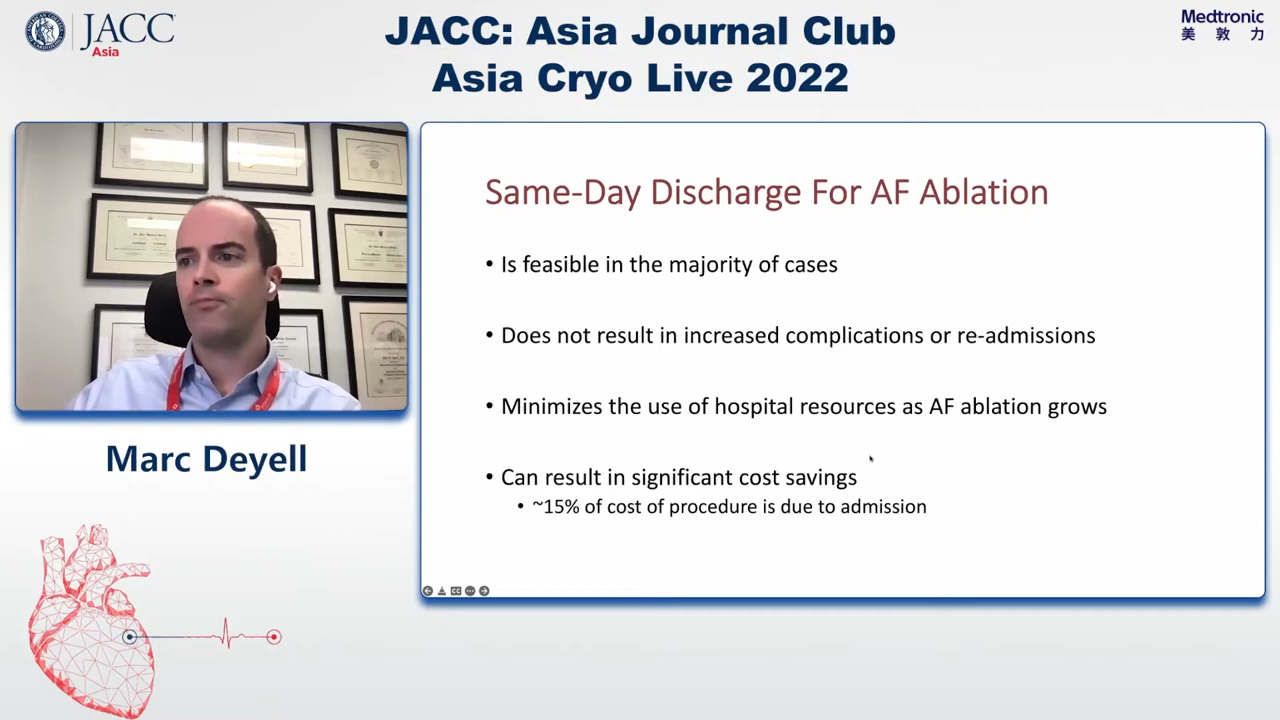 JACC
Asia
JACC: Asia Journal Club
Asia Cryo Live 2022
Medtronic
美敦力
Same-Day Discharge For AF Ablation
• Is feasible in the majority of cases
• Does not result in increased complications or re-admissions
• Minimizes the use of hospital resources as AF ablation grows
• Can result in significant cost savings
• ~15% of cost of procedure is due to admission
CC
Marc Deyell